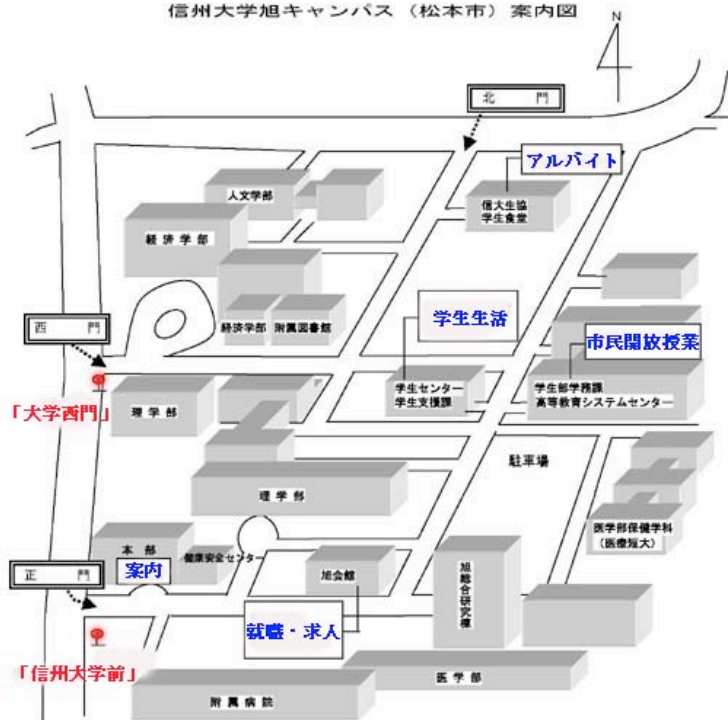 信州大学旭キャンパス（松本市）案内図
N
北門
アルバイト
人文学部
信大生協
学生食堂
経済学部
学生生活
西門
経済学部
附属図書館
市民開放授業
学生センター
学生支援課
学生部学務課
高等教育システムセンター
「大学西門」
理学部
駐車場
理学部
医学部保健学科
（医療短大）
本部
健康安全センター
案内
正門
旭会館
旭総合研究棟
就職・求人
「信州大学前」
医学部
附属病院